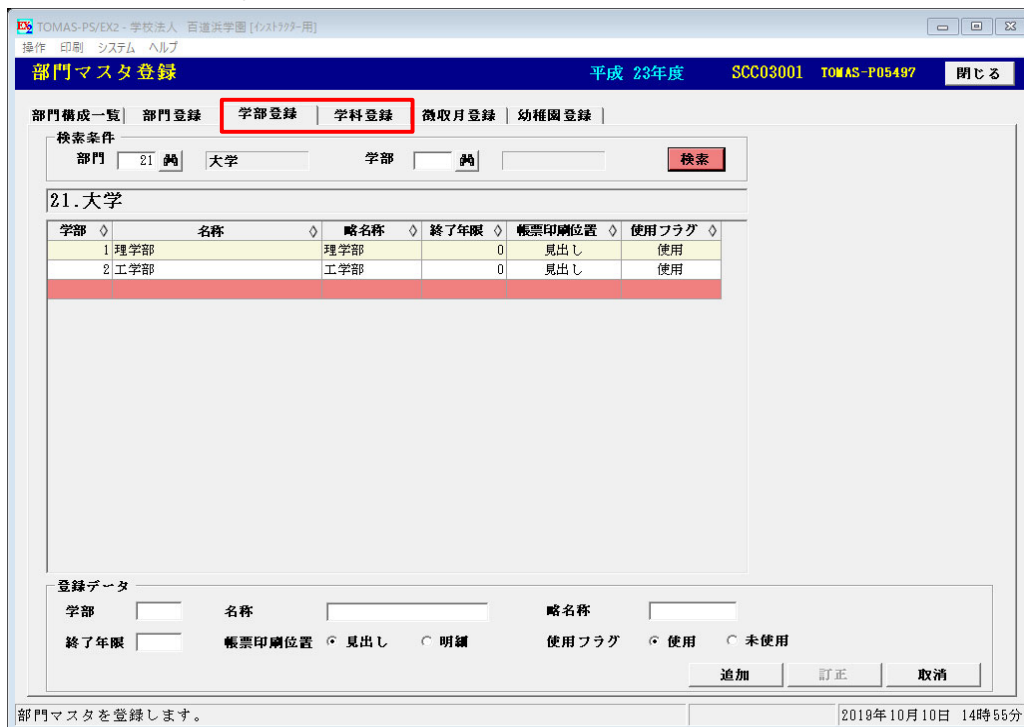 TOMAS-PS/EX2 - 学校法人 百道浜学園 [インストラクター用]
操作 印刷 システム ヘルプ
部門マスタ登録 平成 23年度 SCC03001 TOMAS-P05497 閉じる
部門構成一覧 部門登録 学部登録 学科登録 徴収月登録 幼稚園登録
検索条件
部門 21 大学 学部 検索
21.大学
学部 名称 略名称 終了年限 帳票印刷位置 使用フラグ
1 理学部 理学部 0 見出し 使用
2 工学部 工学部 0 見出し 使用
登録データ
学部 名称 略名称
終了年限 帳票印刷位置 見出し 明細 使用フラグ 使用 未使用
追加 訂正 取消
部門マスタを登録します。 2019年10月10日 14時55分